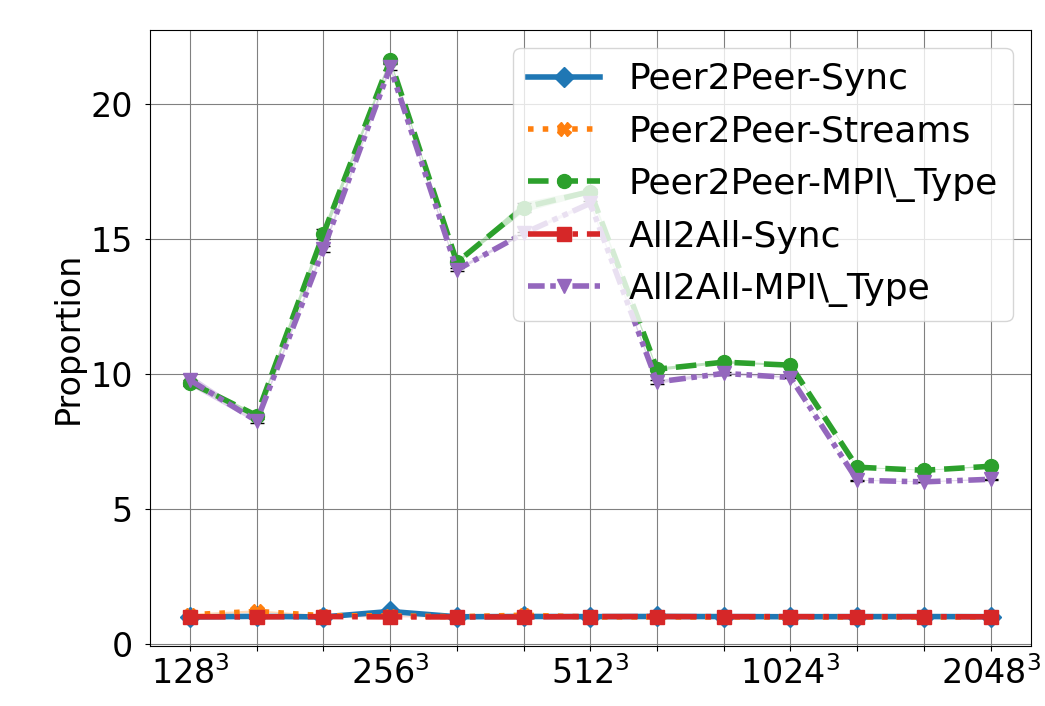 Proportion
20
15
10
5
0
128³
256³
512³
1024³
2048³
Peer2Peer-Sync
Peer2Peer-Streams
Peer2Peer-MPI\_Type
All2All-Sync
All2All-MPI\_Type